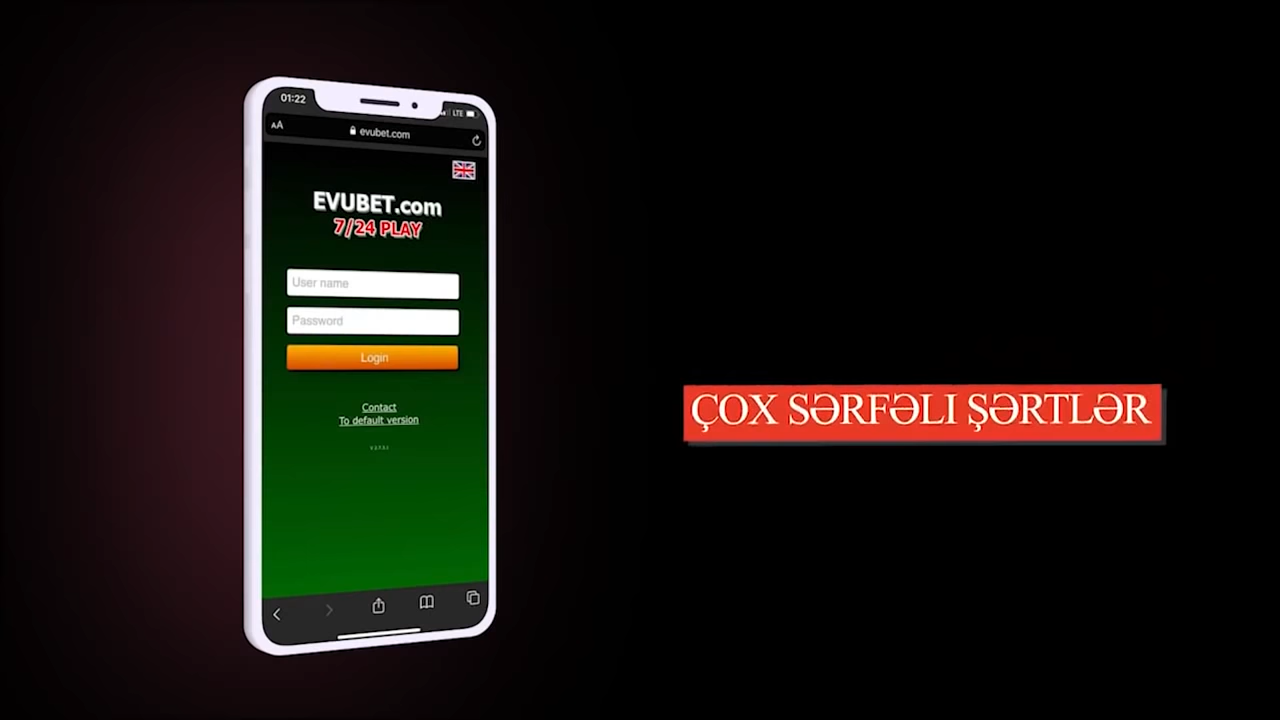 01:22
LTE
AA
evubet.com
EVUBET.com
7/24 PLAY
User name
Password
Login
Contact
To default version
ÇOX SƏRFƏLI ŞƏRTLƏR